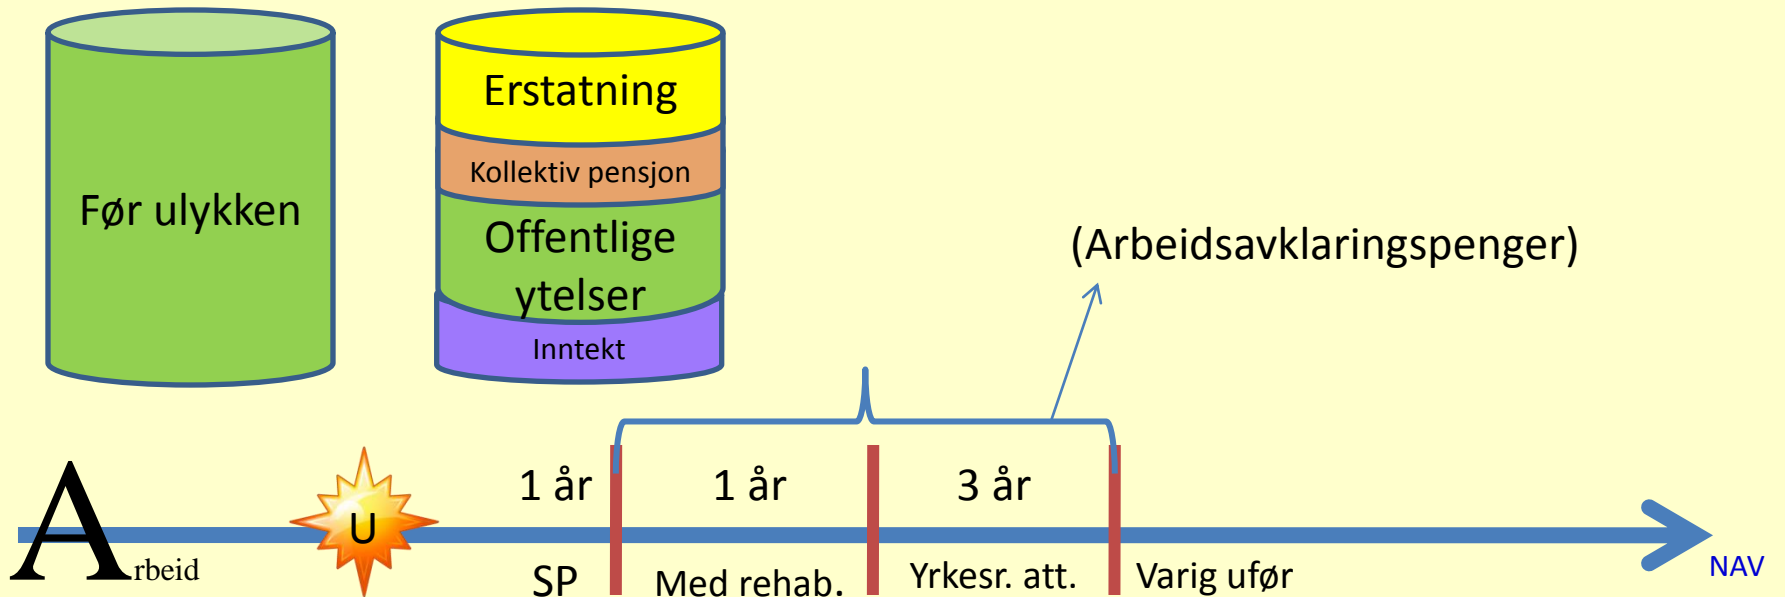 Før ulykken
Erstatning
Kollektiv pensjon
Offentlige
ytelser
Inntekt
(Arbeidsavklaringspenger)
1 år
1 år
3 år
Arbeid
U
SP
Med rehab.
Yrkesr. att.
Varig ufør
NAV